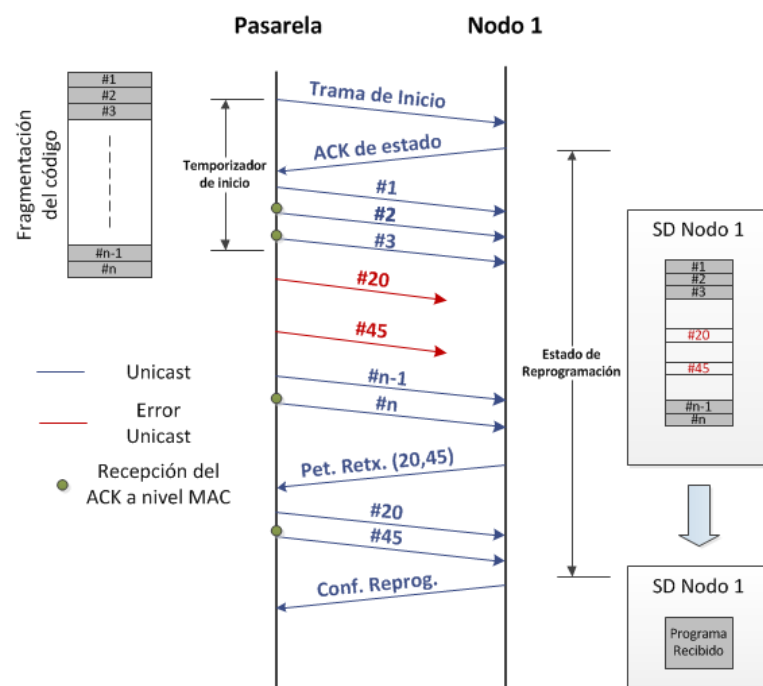 Pasarela
Nodo 1
#1
#2
#3
#n-1
#n
Fragmentación
del código
Temporizador
de inicio
Trama de Inicio
ACK de estado
#1
#2
#3
#20
#45
#n-1
#n
Pet. Retx. (20,45)
#20
#45
Conf. Reprog.
Estado de
Reprogramación
Unicast
Error
Unicast
Recepción del
ACK a nivel MAC
SD Nodo 1
#1
#2
#3
#20
#45
#n-1
#n
SD Nodo 1
Programa
Recibido